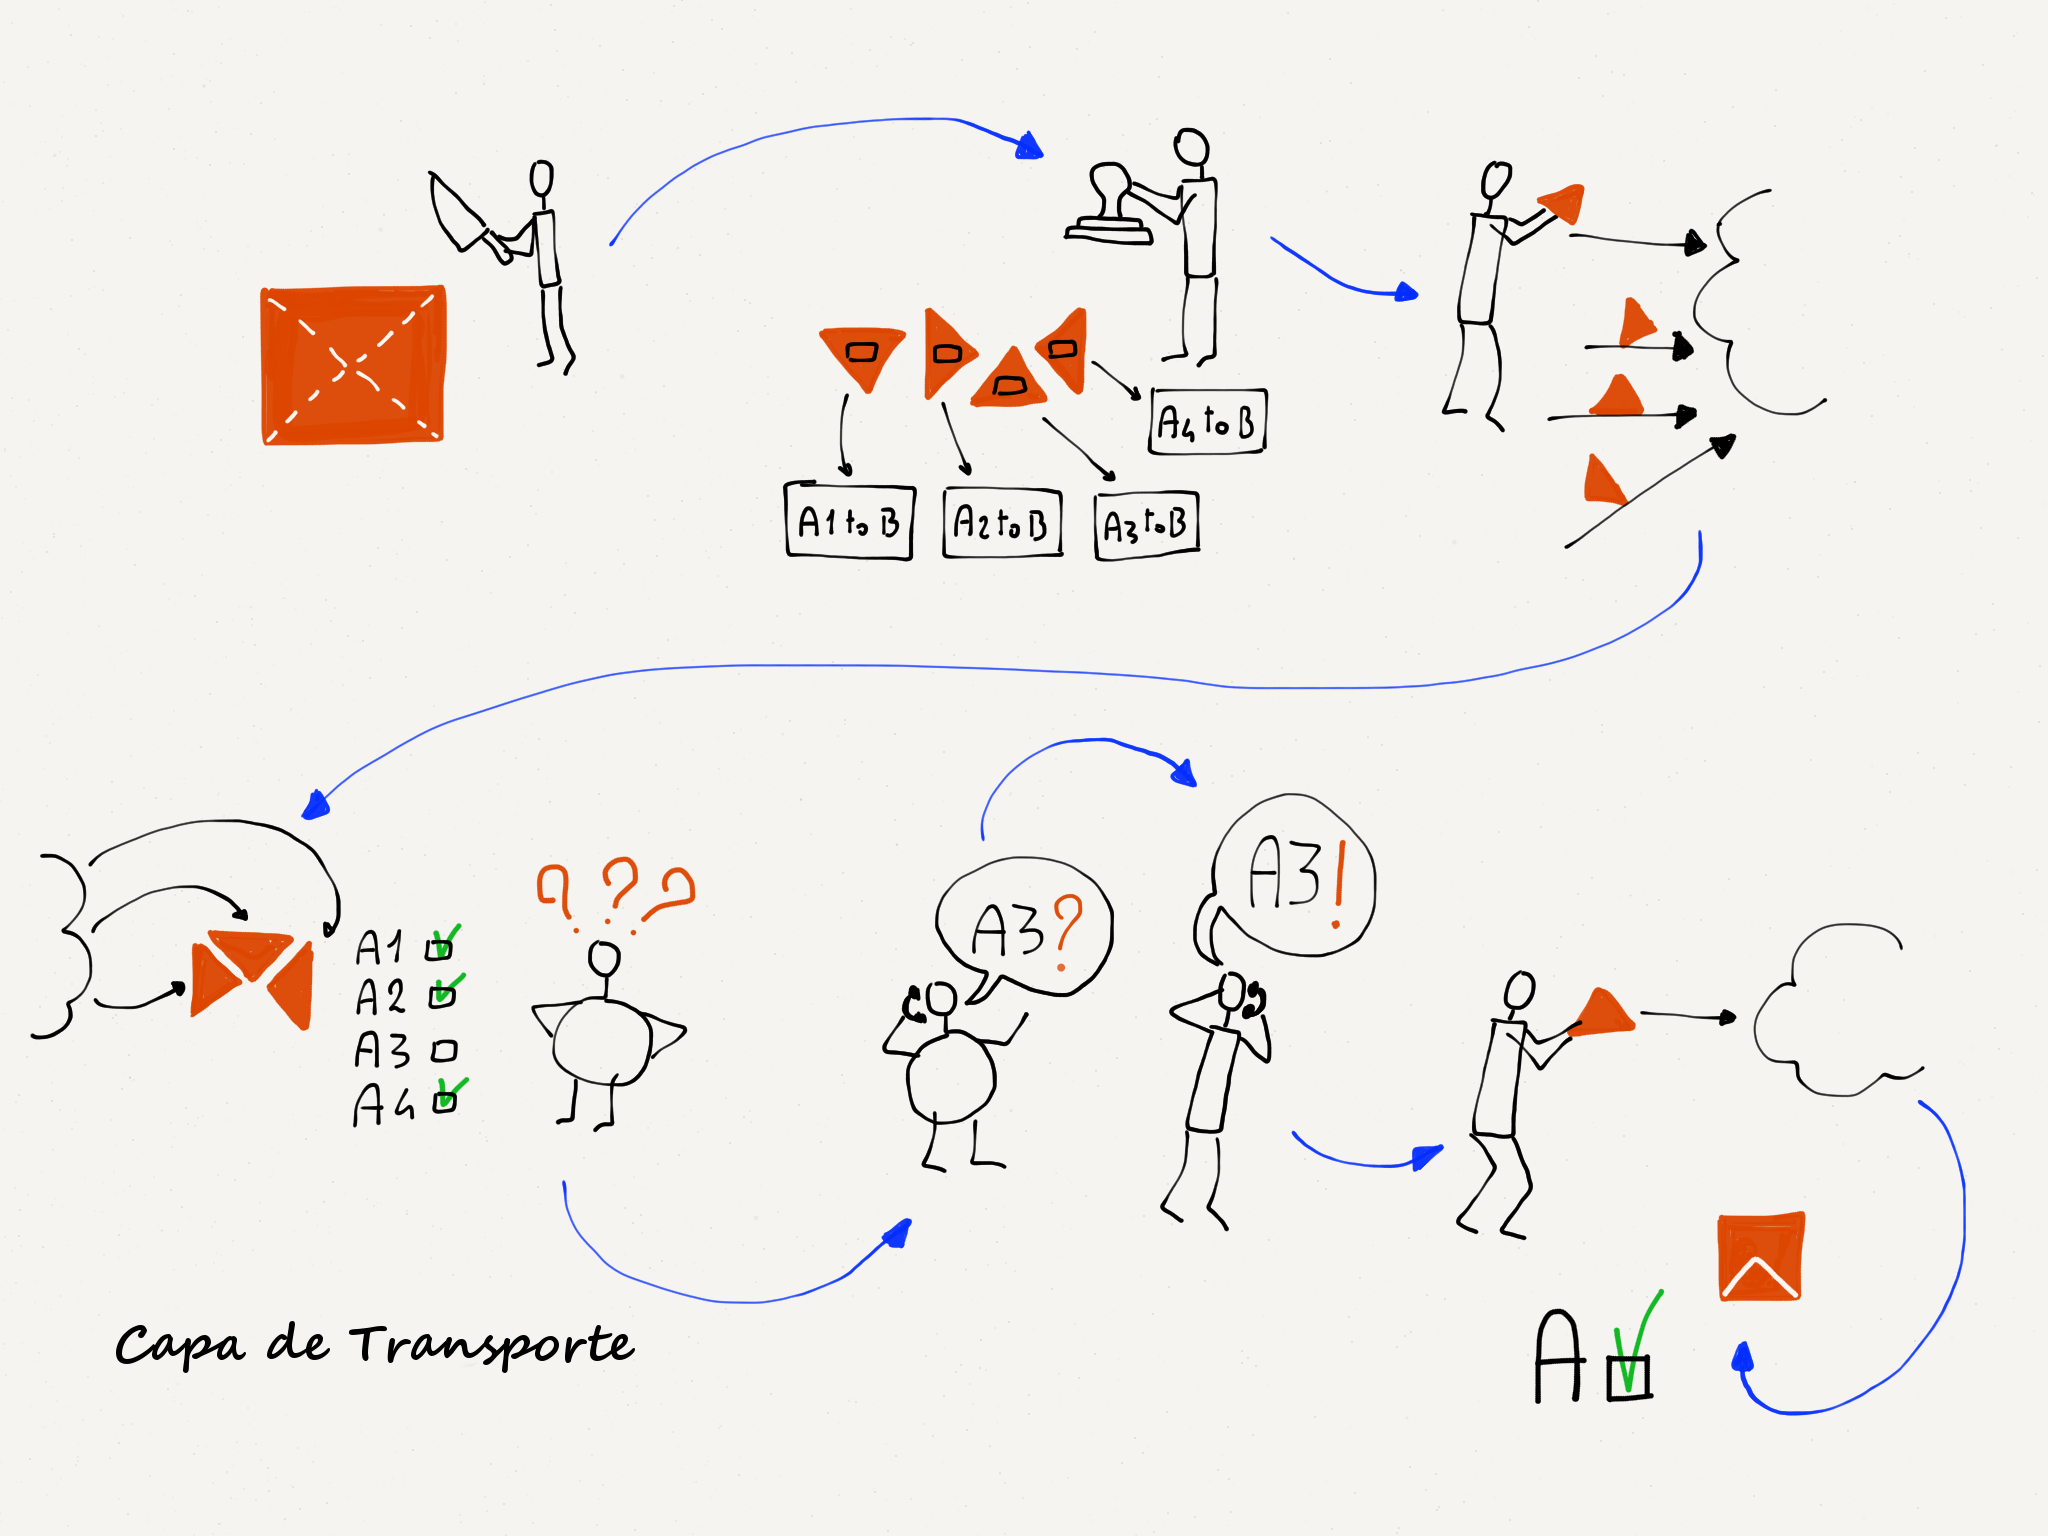 A4 to B
A1 to B
A2 to B
A3 to B
? ? ?
A1
A2
A3
A4
A3?
A3!
A
Capa de Transporte